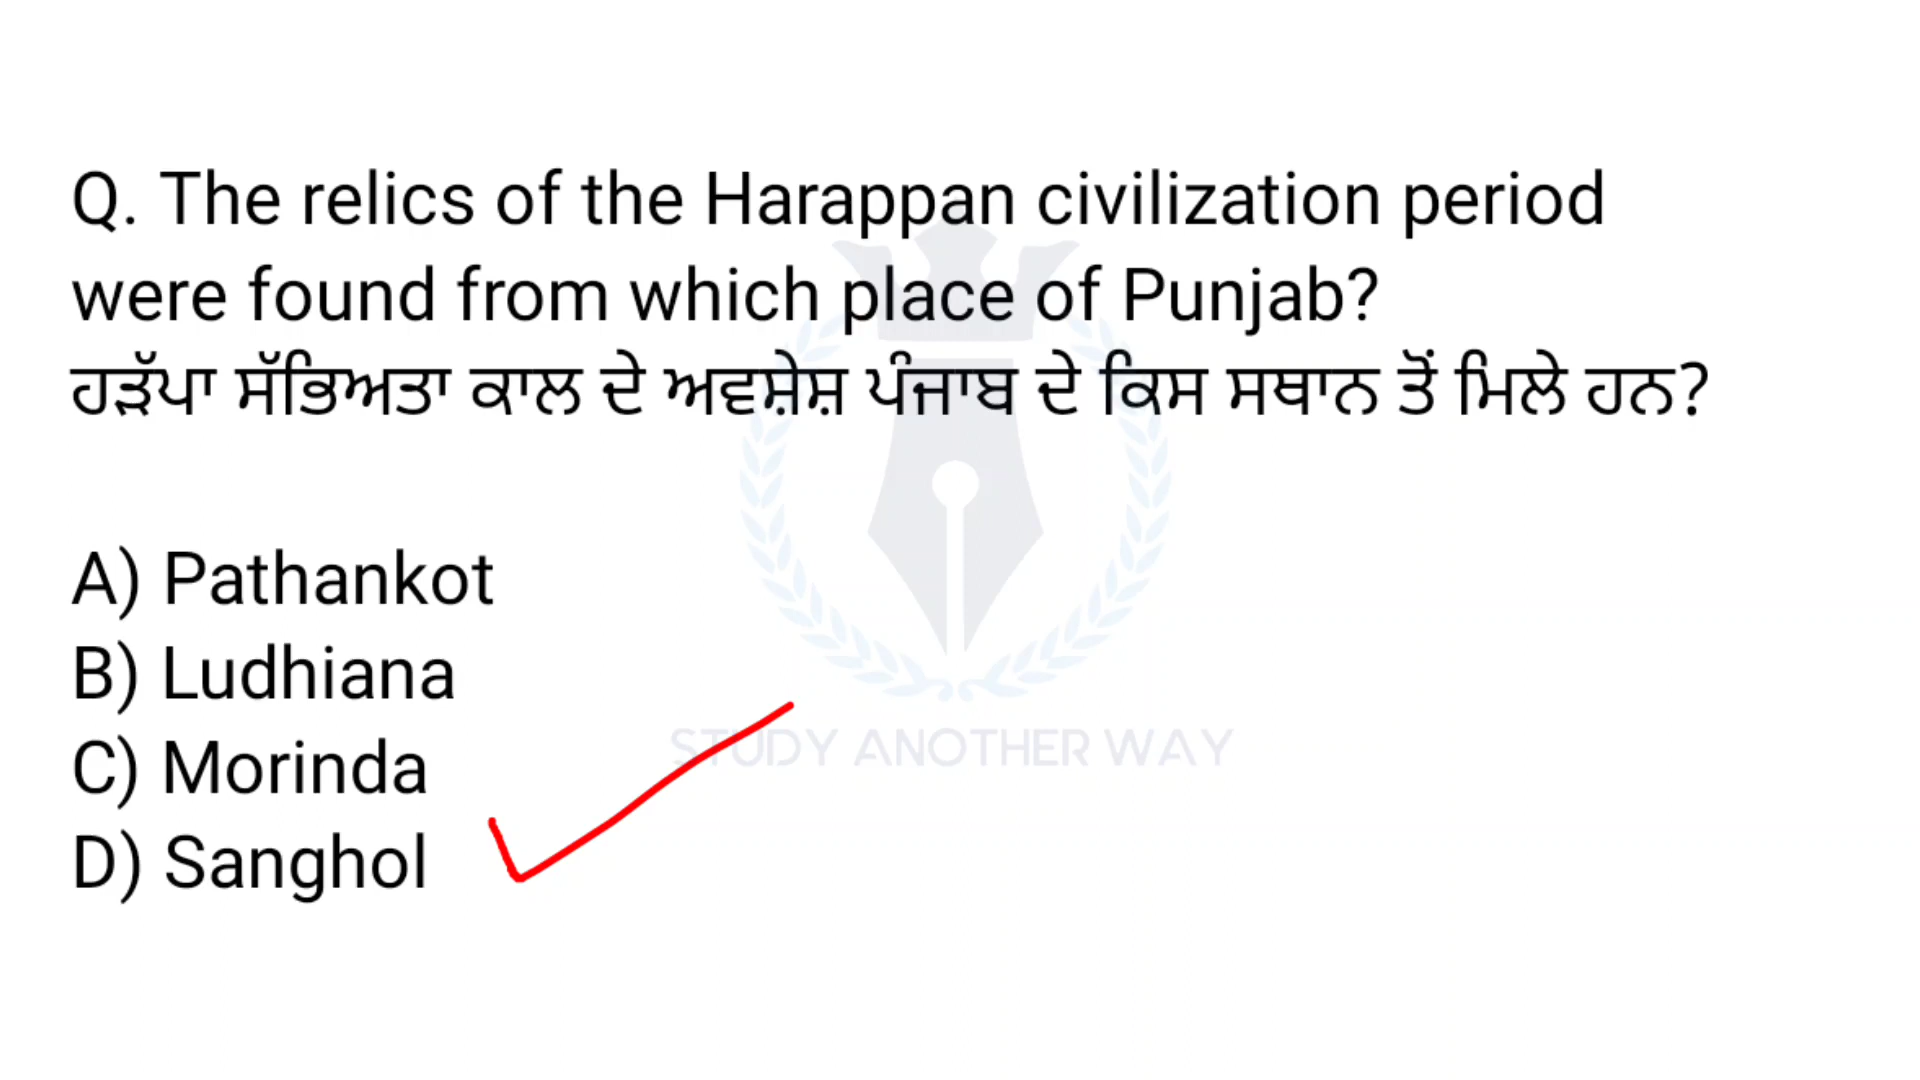 Q. The relics of the Harappan civilization period
were found from which place of Punjab?
ਹੜੱਪਾ ਸੱਭਿਅਤਾ ਕਾਲ ਦੇ ਅਵਸ਼ੇਸ਼ ਪੰਜਾਬ ਦੇ ਕਿਸ ਸਥਾਨ ਤੋਂ ਮਿਲੇ ਹਨ?
A) Pathankot
B) Ludhiana
STUDY ANOTHER WAY
C) Morinda
D) Sanghol